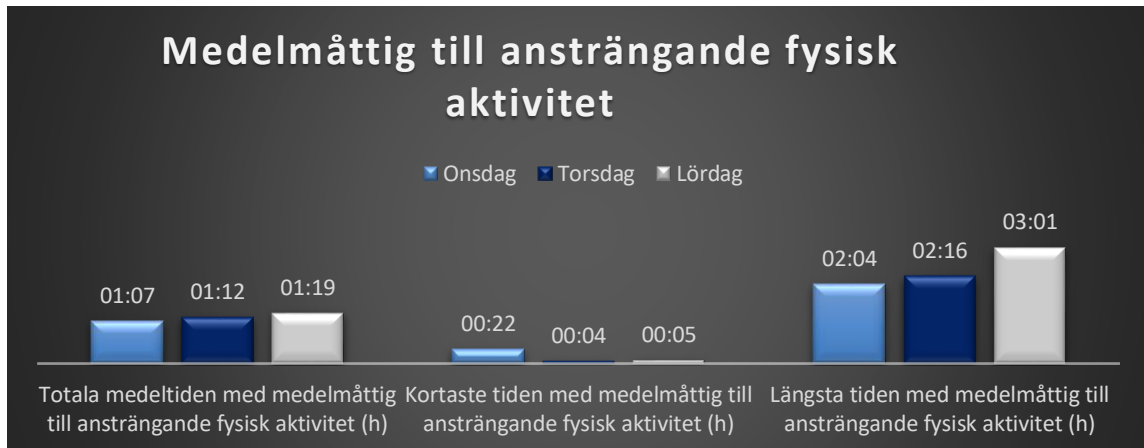 Medelmåttig till ansträngande fysisk
aktivitet
Onsdag Torsdag Lördag
01:07 01:12 01:19
00:22 00:04 00:05
02:04 02:16 03:01
Totala medeltiden med medelmåttig
till ansträngande fysisk aktivitet (h)
Kortaste tiden med medelmåttig till
ansträngande fysisk aktivitet (h)
Längsta tiden med medelmåttig till
ansträngande fysisk aktivitet (h)